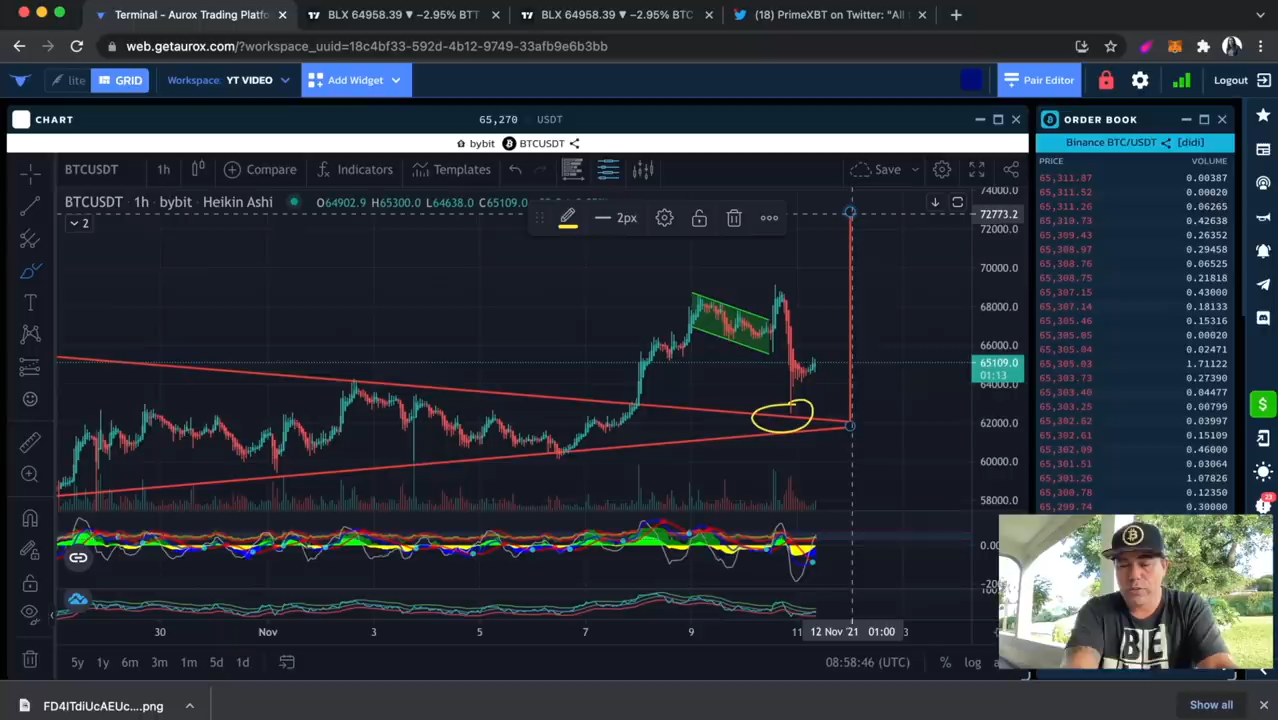 Terminal - Aurox Trading Platfo
BLX 64958.39 ▼ −2.95% BTT
BLX 64958.39 ▼ −2.95% BTC
(18) PrimeXBT on Twitter: "All
web.getaurox.com/?workspace_uuid=18c4bf33-592d-4b12-9749-33afb9e6b3bb
lite
GRID
Workspace: YT VIDEO
Add Widget
Pair Editor
Logout
CHART
65,270 USDT
ORDER BOOK
bybit BTCUSDT
Binance BTC/USDT [didi]
BTCUSDT
1h
Compare
Indicators
Templates
Save
PRICE VOLUME
BTCUSDT · 1h · bybit · Heikin Ashi
O64902.9 H65300.0 L64638.0 C65109.0
2px
2
74000.0
72773.2
72000.0
70000.0
68000.0
66000.0
65109.0
01:13
64000.0
62000.0
60000.0
58000.0
0.00
65,311.87 0.00387
65,311.52 0.00020
65,311.26 0.06265
65,310.73 0.42638
65,309.43 0.26352
65,308.97 0.29458
65,308.76 0.06525
65,308.75 0.21818
65,307.15 0.43000
65,307.14 0.18133
65,305.46 0.15316
65,305.05 0.00020
65,305.04 0.02471
65,305.03 1.71122
65,303.73 0.27390
65,303.40 0.04477
65,303.25 0.00799
65,302.62 0.03997
65,302.61 0.15109
65,302.09 0.46000
65,301.51 0.03064
65,301.26 1.07826
65,300.78 0.12350
65,299.74 0.30000
23
30 Nov 3 5 7 9 11 12 Nov '21 01:00 3
5y 1y 6m 3m 1m 5d 1d
08:58:46 (UTC)
% log
B
BE
FD4ITdiUcAEUc....png
Show all